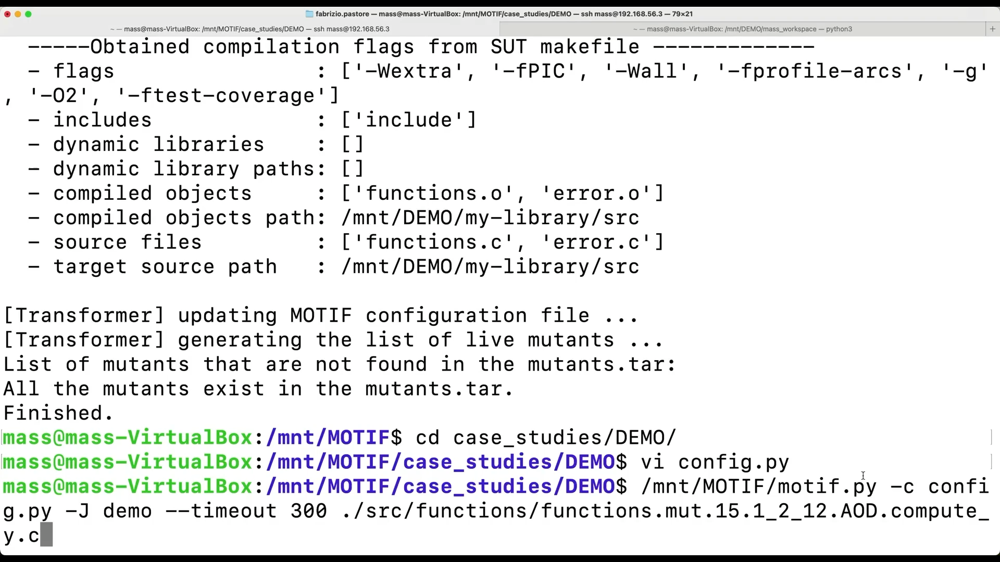 fabrizio.pastore — mass@mass-VirtualBox: /mnt/MOTIF/case_studies/DEMO — ssh mass@192.168.56.3 — 79×21
~ — mass@mass-VirtualBox: /mnt/MOTIF/case_studies/DEMO — ssh mass@192.168.56.3
~ — mass@mass-VirtualBox: /mnt/DEMO/mass_workspace — python3
+
-----Obtained compilation flags from SUT makefile -------------
- flags : ['-Wextra', '-fPIC', '-Wall', '-fprofile-arcs', '-g'
, '-O2', '-ftest-coverage']
- includes : ['include']
- dynamic libraries : []
- dynamic library paths: []
- compiled objects : ['functions.o', 'error.o']
- compiled objects path: /mnt/DEMO/my-library/src
- source files : ['functions.c', 'error.c']
- target source path : /mnt/DEMO/my-library/src
[Transformer] updating MOTIF configuration file ...
[Transformer] generating the list of live mutants ...
List of mutants that are not found in the mutants.tar:
All the mutants exist in the mutants.tar.
Finished.
mass@mass-VirtualBox:/mnt/MOTIF$ cd case_studies/DEMO/
mass@mass-VirtualBox:/mnt/MOTIF/case_studies/DEMO$ vi config.py
mass@mass-VirtualBox:/mnt/MOTIF/case_studies/DEMO$ /mnt/MOTIF/motif.py -c confi
g.py -J demo --timeout 300 ./src/functions/functions.mut.15.1_2_12.AOD.compute_
y.c